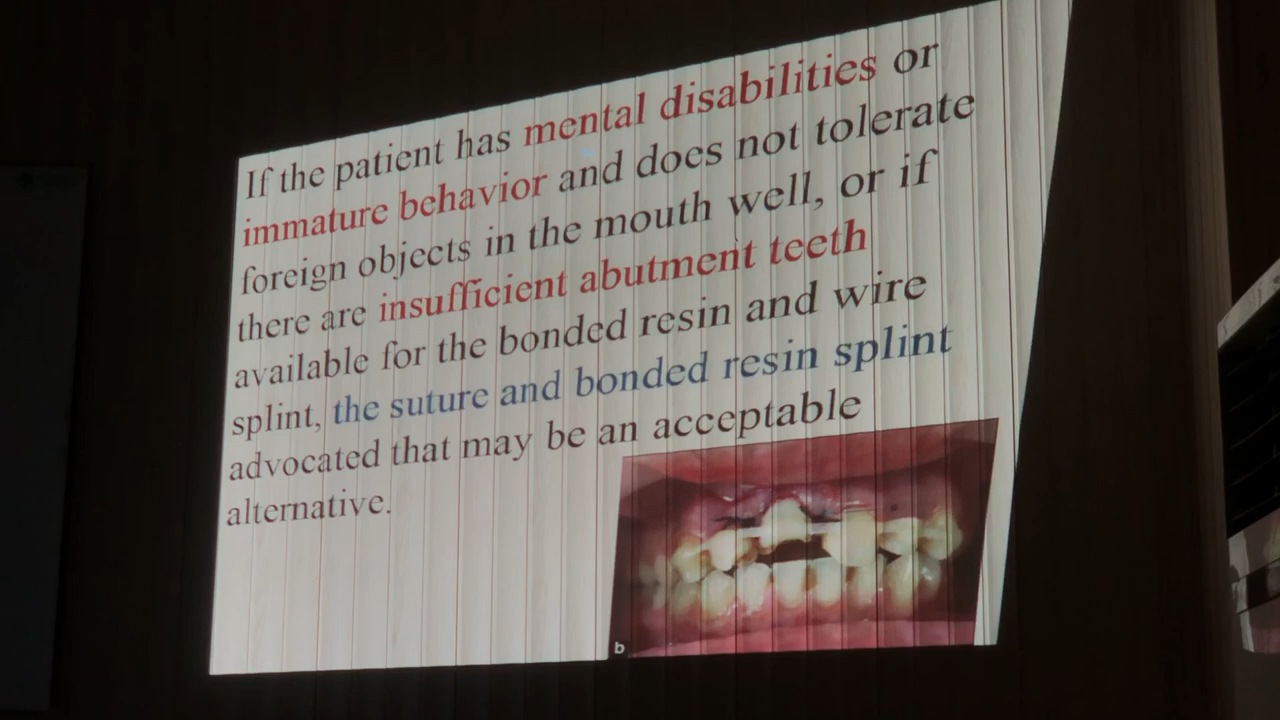 If the patient has mental disabilities or
immature behavior and does not tolerate
foreign objects in the mouth well, or if
there are insufficient abutment teeth
available for the bonded resin and wire
splint, the suture and bonded resin splint
advocated that may be an acceptable
alternative.
b